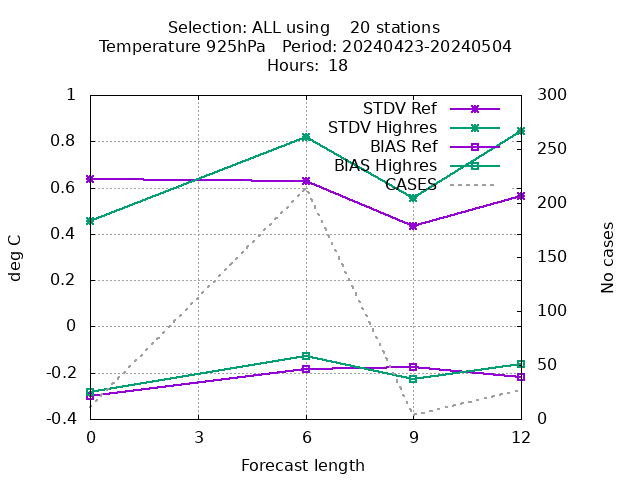 Selection: ALL using    20 stations
Temperature 925hPa   Period: 20240423-20240504
Hours: 18
1
0.8
0.6
0.4
0.2
0
-0.2
-0.4
deg C
300
250
200
150
100
50
0
No cases
STDV Ref
STDV Highres
BIAS Ref
BIAS Highres
CASES
0 3 6 9 12
Forecast length